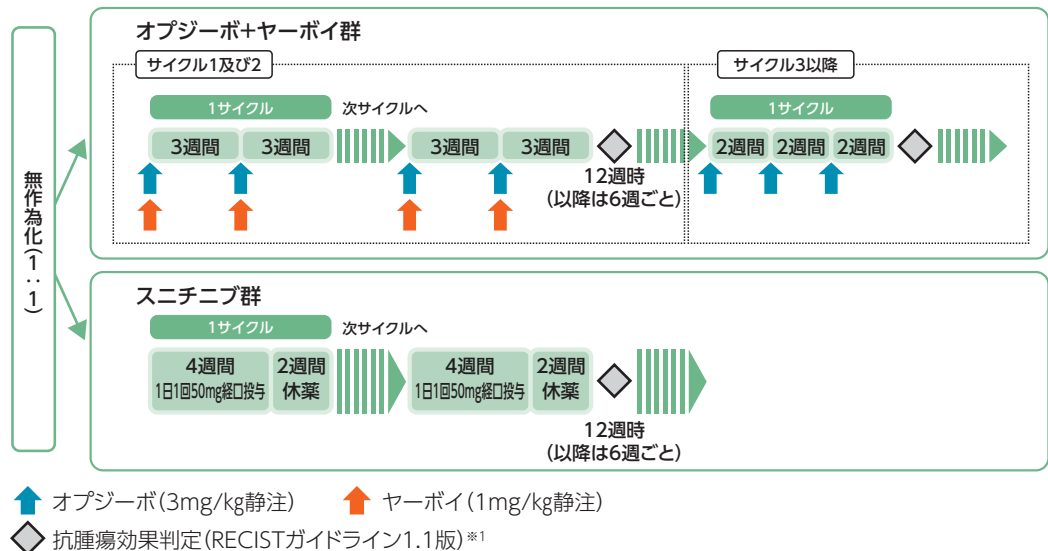 無作為化（1：1）
オプジーボ+ヤーボイ群
サイクル1及び2
サイクル3以降
1サイクル
次サイクルへ
1サイクル
3週間
3週間
3週間
3週間
2週間
2週間
2週間
12週時
（以降は6週ごと）
スニチニブ群
1サイクル
次サイクルへ
4週間
1日1回50mg経口投与
2週間
休薬
4週間
1日1回50mg経口投与
2週間
休薬
12週時
（以降は6週ごと）
オプジーボ（3mg/kg静注）
ヤーボイ（1mg/kg静注）
抗腫瘍効果判定（RECISTガイドライン1.1版）※1